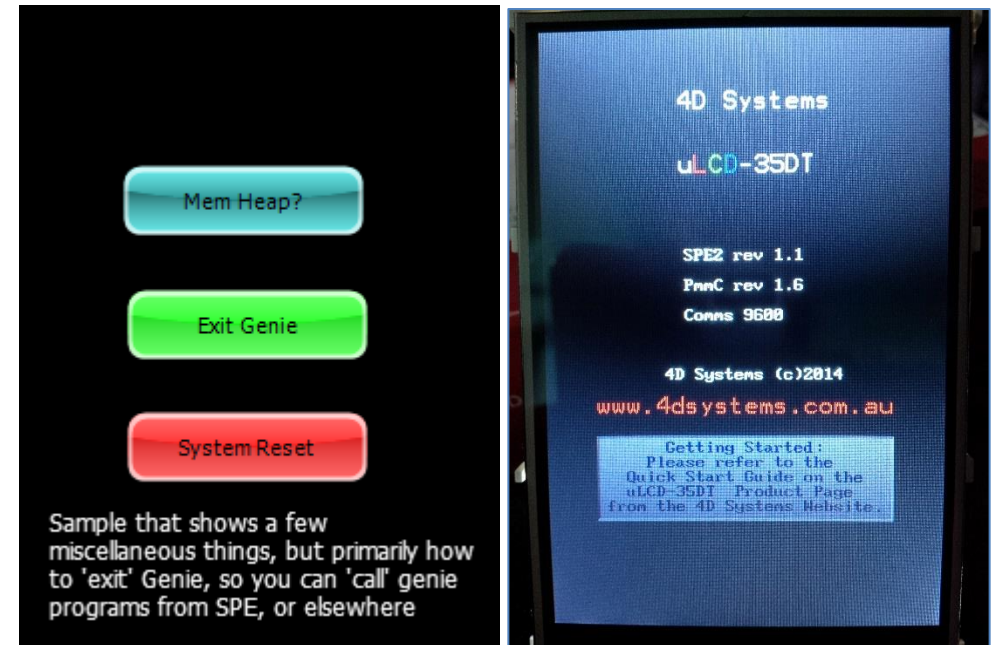 Mem Heap?
Exit Genie
System Reset
Sample that shows a few
miscellaneous things, but primarily how
to 'exit' Genie, so you can 'call' genie
programs from SPE, or elsewhere
4D Systems
uLCD-35DT
SPE2 rev 1.1
PmmC rev 1.6
Comms 9600
4D Systems (c)2014
www.4dsystems.com.au
Getting Started:
Please refer to the
Quick Start Guide on the
uLCD-35DT Product Page
from the 4D Systems Website.